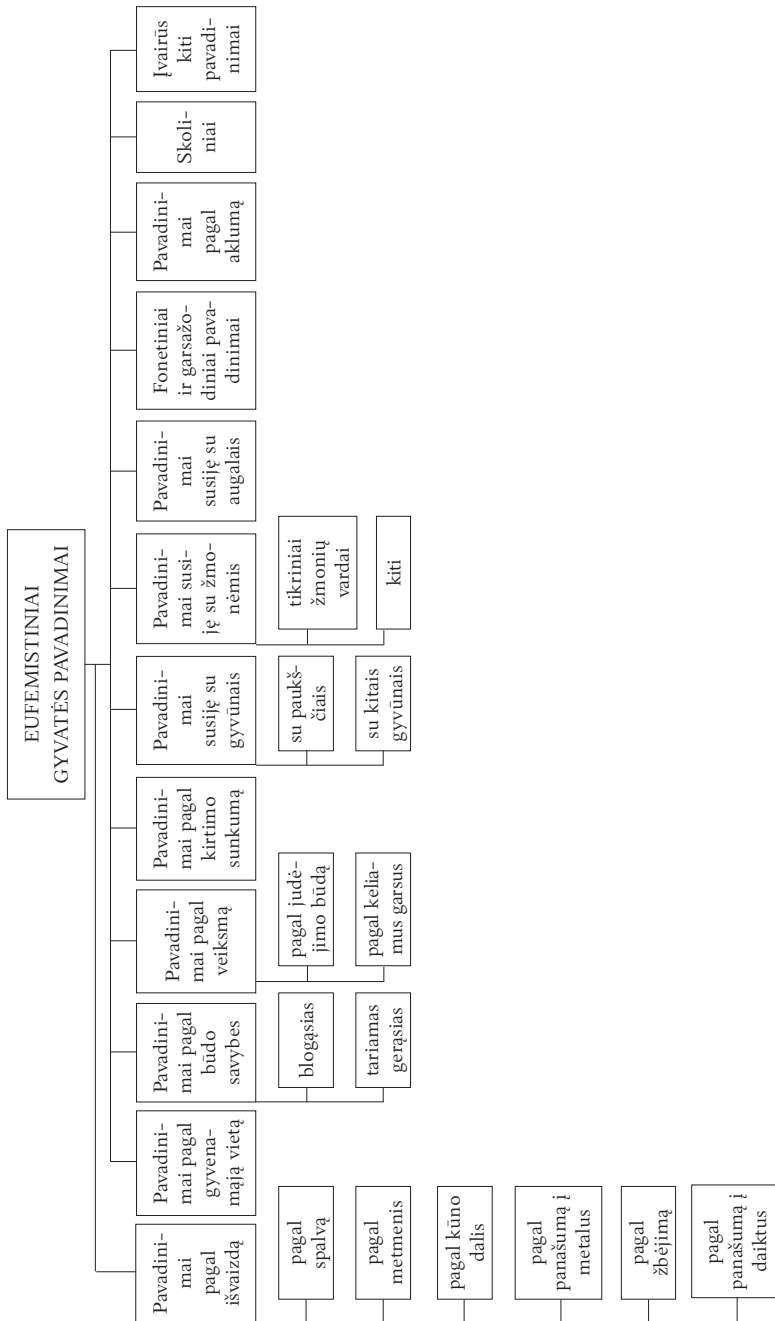 EUFEMISTINIAI
GYVATĖS PAVADINIMAI
Pavadini-
mai
pagal
išvaizdą
pagal
spalvą
pagal
metmenis
pagal kūno
dalis
pagal
panašumą į
metalus
pagal
žbėjimą
pagal
panašumą į
daiktus
Pavadini-
mai pagal
gyvena-
mąją vietą
Pavadini-
mai pagal
būdo
savybes
blogąsias
tariamas
gerąsias
Pavadini-
mai pagal
veiksmą
pagal judė-
jimo būdą
pagal kelia-
mus garsus
Pavadini-
mai pagal
kirtimo
sunkumą
Pavadini-
mai
susiję su
gyvūnais
su paukš-
čiais
su kitais
gyvūnais
Pavadini-
mai susi-
ję su žmo-
nėmis
tikriniai
žmonių
vardai
kiti
Pavadini-
mai
susiję su
augalais
Fonetiniai
ir garsažo-
diniai pava-
dinimai
Pavadini-
mai
pagal
aklumą
Skoli-
niai
Įvairūs
kiti
pavadi-
nimai